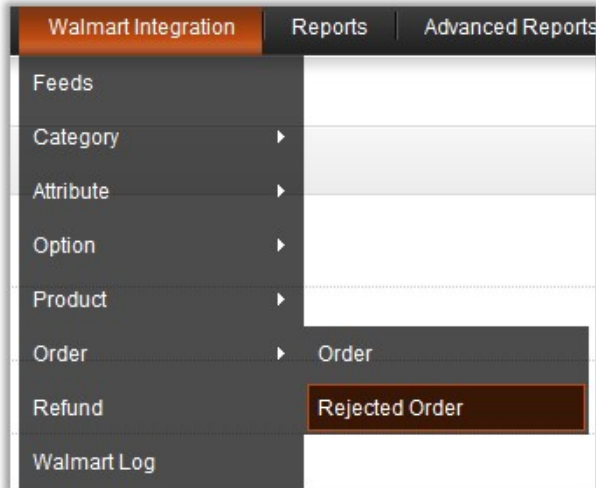 Walmart Integration Reports Advanced Reports
Feeds
Category
Attribute
Option
Product
Order Order
Refund Rejected Order
Walmart Log